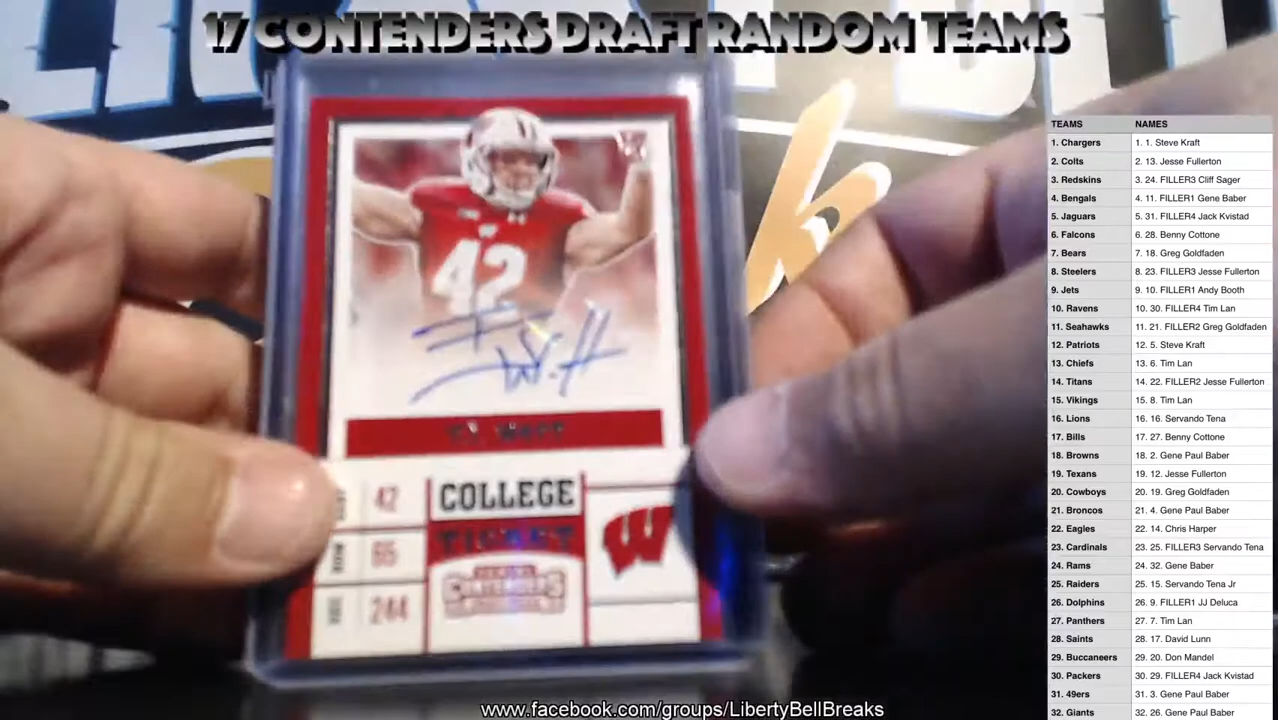 17 CONTENDERS DRAFT RANDOM TEAMS
42
T.J. WATT
42
65
244
COLLEGE
TICKET
PANINI
CONTENDERS
W
TEAMS NAMES
1. Chargers 1. 1. Steve Kraft
2. Colts 2. 13. Jesse Fullerton
3. Redskins 3. 24. FILLER3 Cliff Sager
4. Bengals 4. 11. FILLER1 Gene Baber
5. Jaguars 5. 31. FILLER4 Jack Kvistad
6. Falcons 6. 28. Benny Cottone
7. Bears 7. 18. Greg Goldfaden
8. Steelers 8. 23. FILLER3 Jesse Fullerton
9. Jets 9. 10. FILLER1 Andy Booth
10. Ravens 10. 30. FILLER4 Tim Lan
11. Seahawks 11. 21. FILLER2 Greg Goldfaden
12. Patriots 12. 5. Steve Kraft
13. Chiefs 13. 6. Tim Lan
14. Titans 14. 22. FILLER2 Jesse Fullerton
15. Vikings 15. 8. Tim Lan
16. Lions 16. 16. Servando Tena
17. Bills 17. 27. Benny Cottone
18. Browns 18. 2. Gene Paul Baber
19. Texans 19. 12. Jesse Fullerton
20. Cowboys 20. 19. Greg Goldfaden
21. Broncos 21. 4. Gene Paul Baber
22. Eagles 22. 14. Chris Harper
23. Cardinals 23. 25. FILLER3 Servando Tena
24. Rams 24. 32. Gene Baber
25. Raiders 25. 15. Servando Tena Jr
26. Dolphins 26. 9. FILLER1 JJ Deluca
27. Panthers 27. 7. Tim Lan
28. Saints 28. 17. David Lunn
29. Buccaneers 29. 20. Don Mandel
30. Packers 30. 29. FILLER4 Jack Kvistad
31. 49ers 31. 3. Gene Paul Baber
32. Giants 32. 26. Gene Paul Baber
www.facebook.com/groups/LibertyBellBreaks